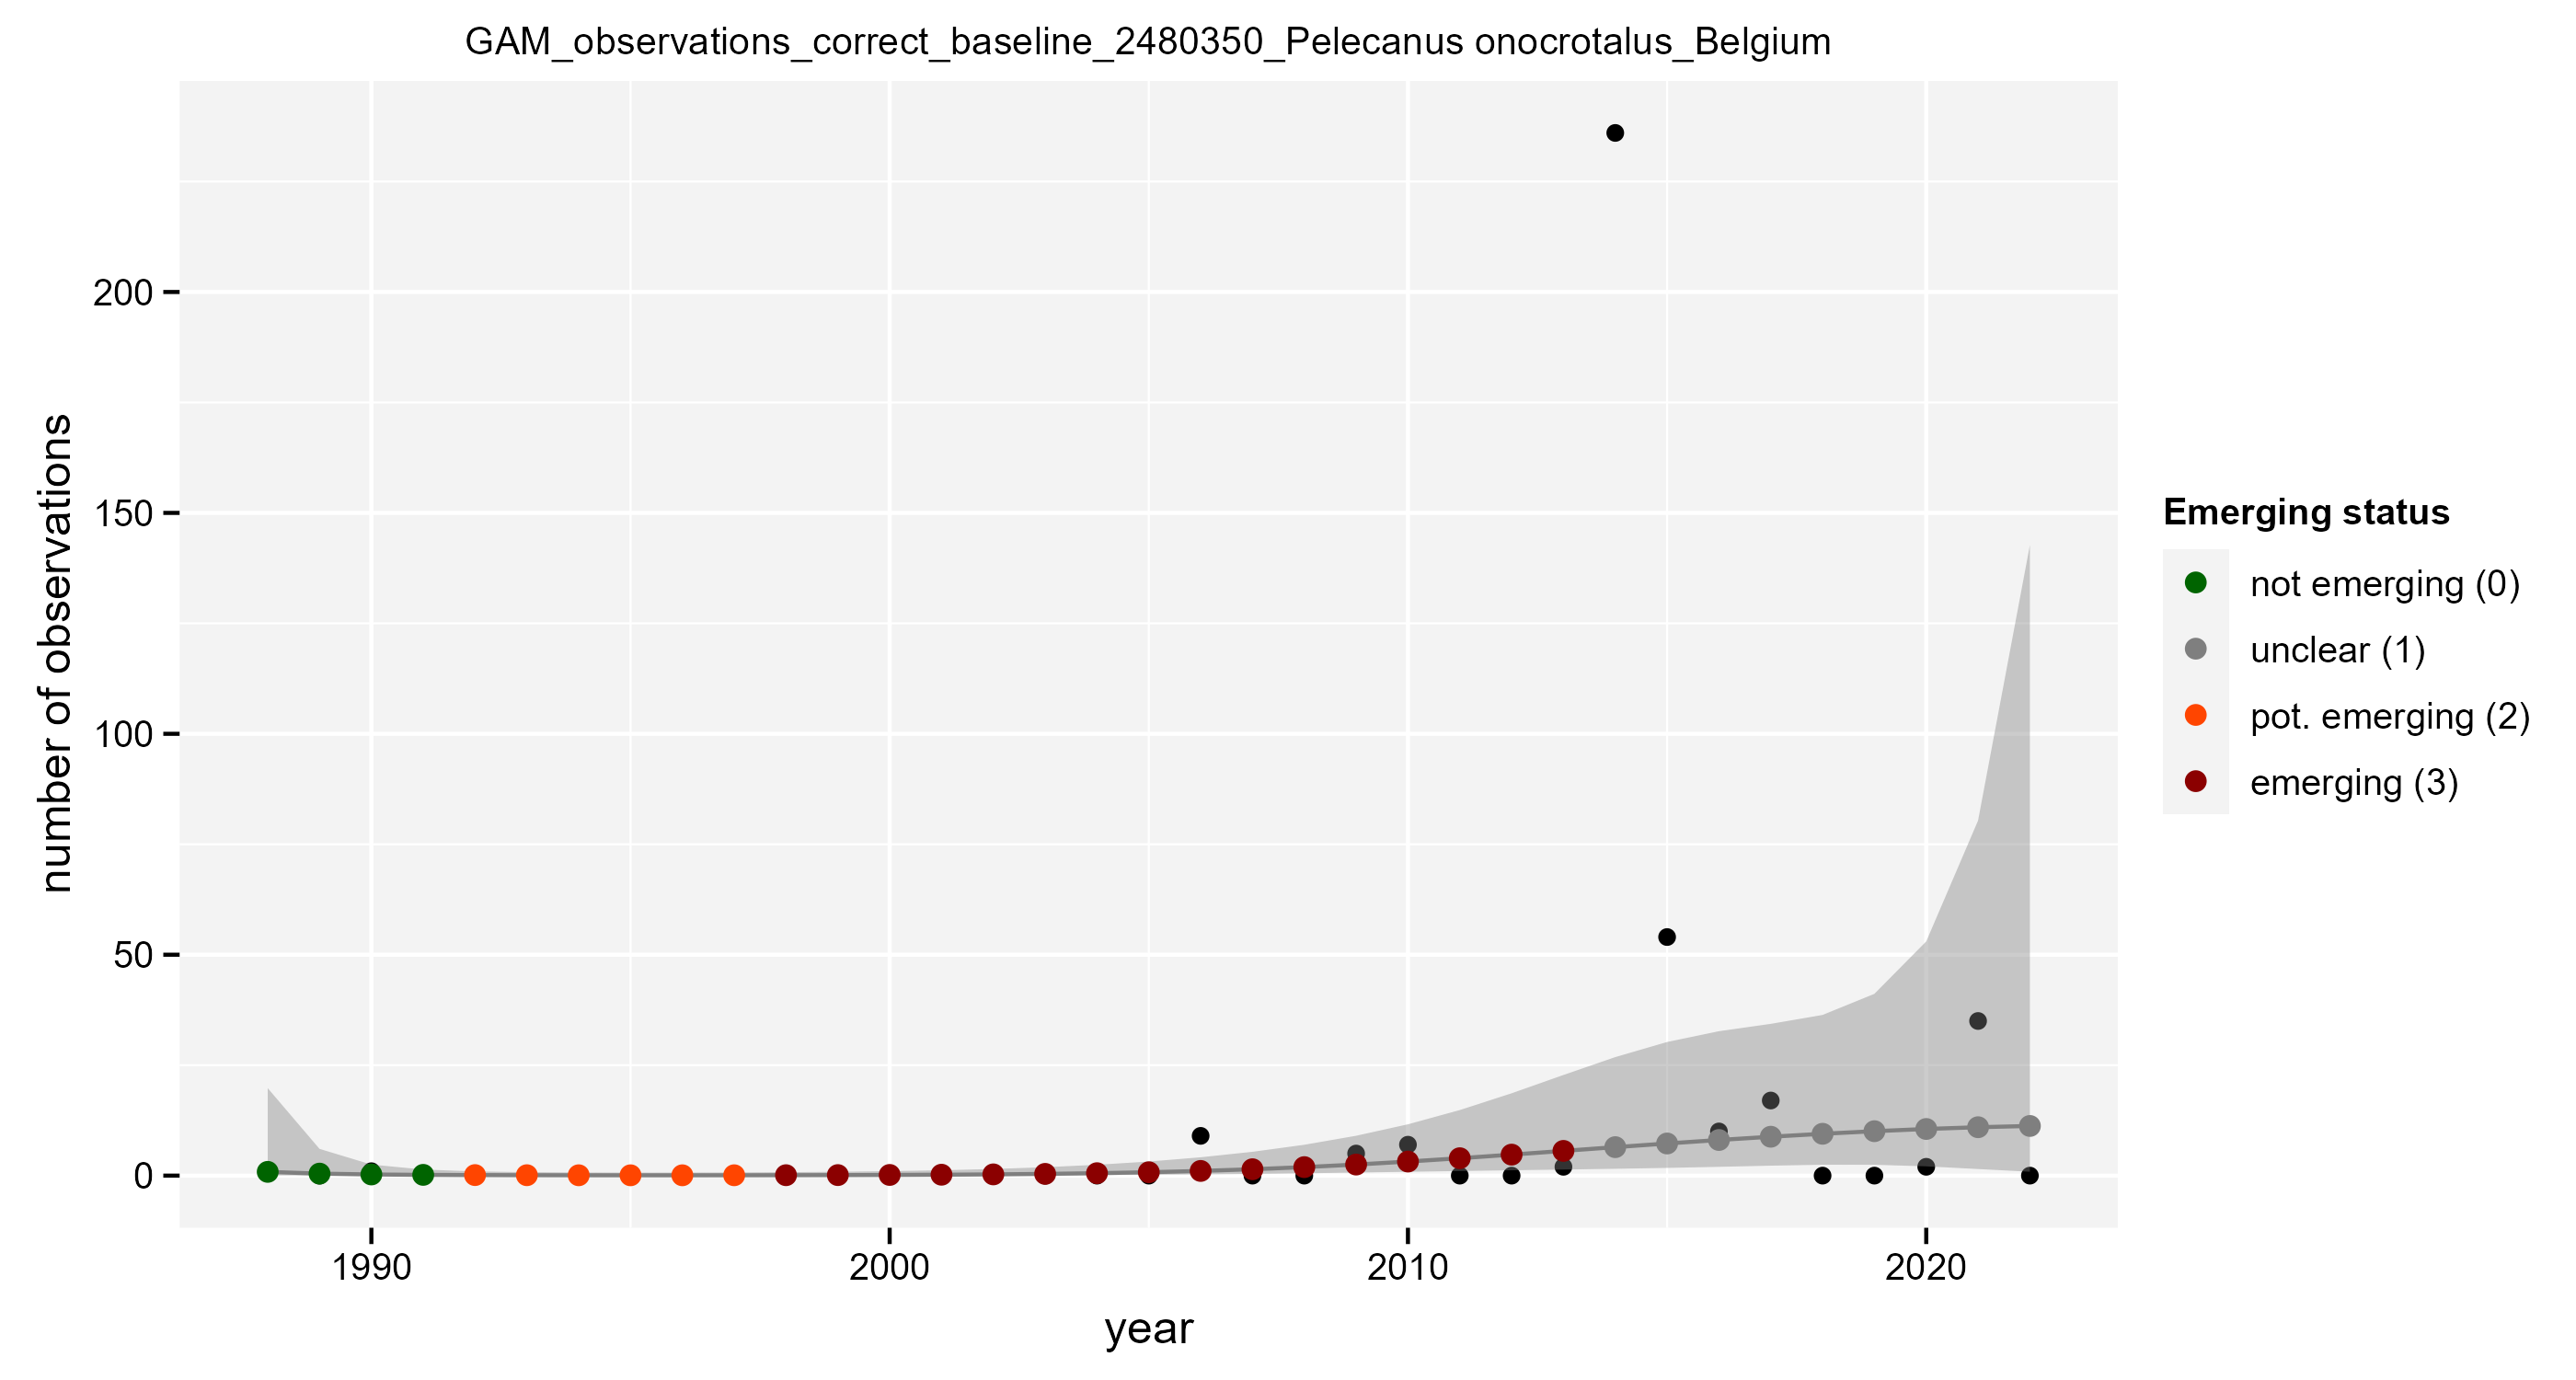 GAM_observations_correct_baseline_2480350_Pelecanus onocrotalus_Belgium
number of observations
200
150
100
50
0
1990 2000 2010 2020
year
Emerging status
not emerging (0)
unclear (1)
pot. emerging (2)
emerging (3)